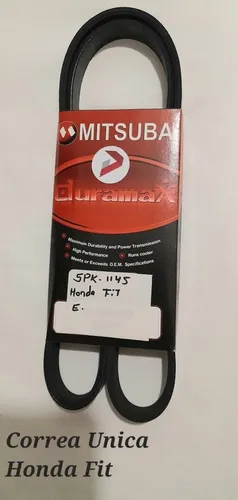 MITSUBA
Duramax
• Maximum Durability and Power Transmission
• High Performance • Runs cooler
• Meets or Exceeds O.E.M. Specifications
5PK-1145
Honda Fit
E.
Correa Unica
Honda Fit